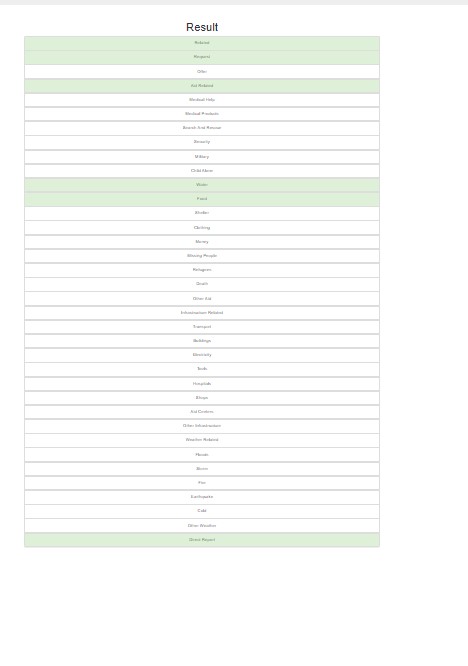 Result
Related
Request
Offer
Aid Related
Medical Help
Medical Products
Search And Rescue
Security
Military
Child Alone
Water
Food
Shelter
Clothing
Money
Missing People
Refugees
Death
Other Aid
Infrastructure Related
Transport
Buildings
Electricity
Tools
Hospitals
Shops
Aid Centers
Other Infrastructure
Weather Related
Floods
Storm
Fire
Earthquake
Cold
Other Weather
Direct Report